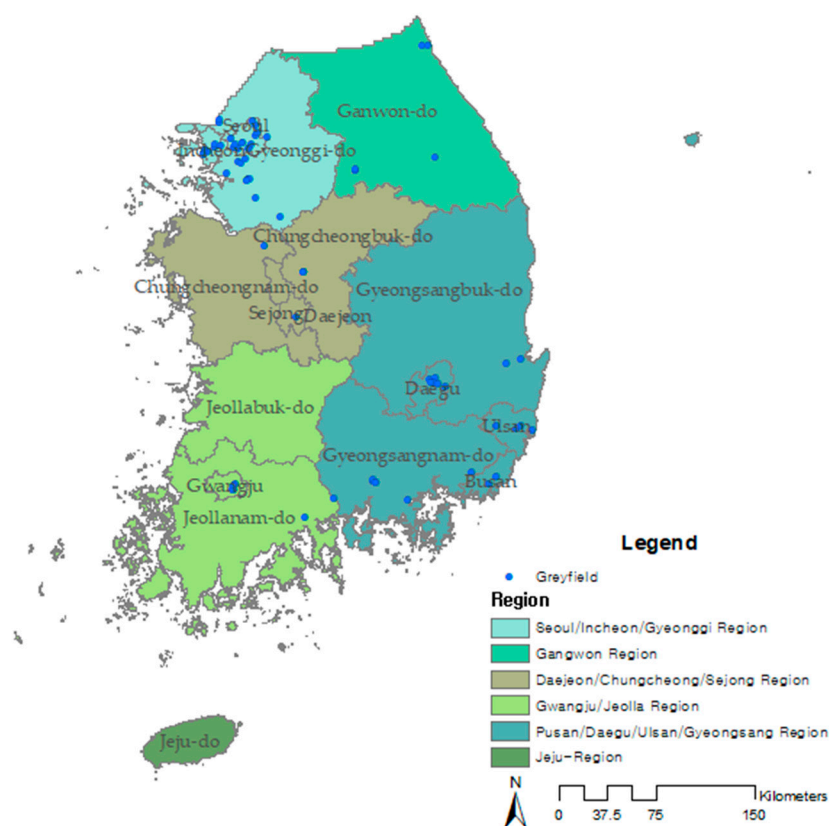 Ganwon-do
Seoul
Incheon
Gyeonggi-do
Chungcheongbuk-do
Chungcheongnam-do
Gyeongsangbuk-do
Sejong
Daejeon
Daegu
Jeollabuk-do
Ulsan
Gyeongsangnam-do
Busan
Gwangju
Jeollanam-do
Jeju-do
Legend
Greyfield
Region
Seoul/Incheon/Gyeonggi Region
Gangwon Region
Daejeon/Chungcheong/Sejong Region
Gwangju/Jeolla Region
Pusan/Daegu/Ulsan/Gyeongsang Region
Jeju-Region
N
Kilometers
0 37.5 75 150